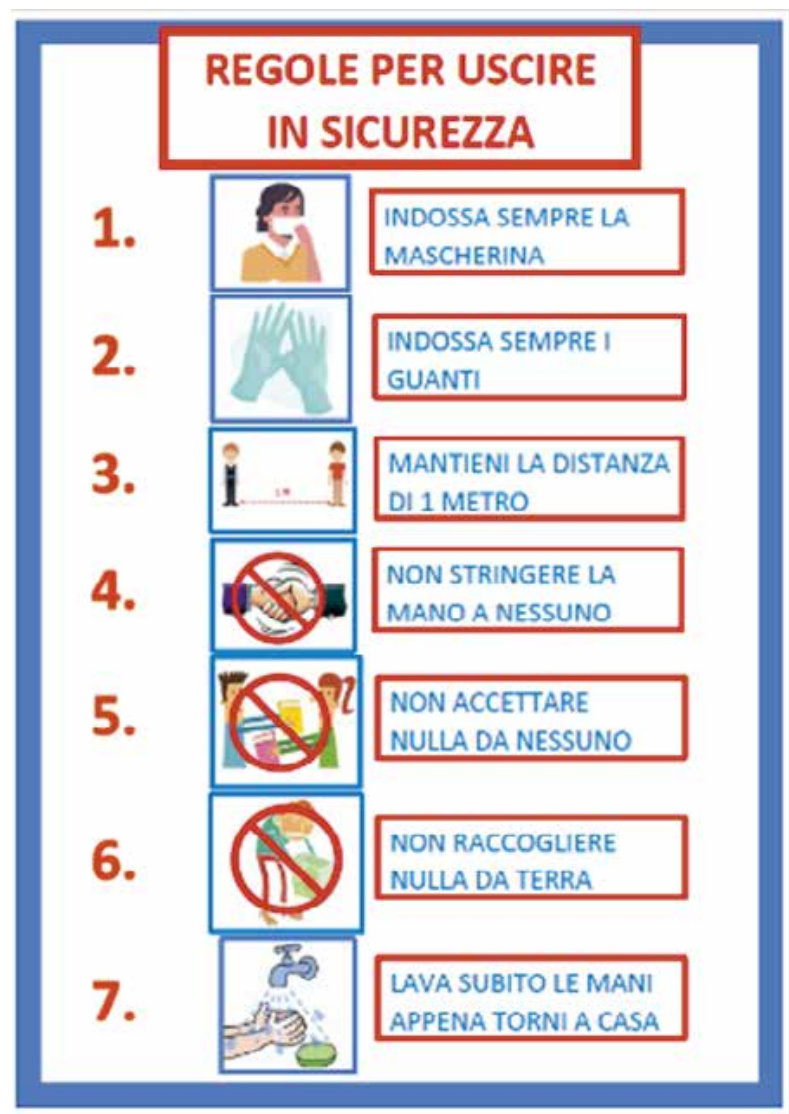 REGOLE PER USCIRE
IN SICUREZZA
1.
INDOSSA SEMPRE LA
MASCHERINA
2.
INDOSSA SEMPRE I
GUANTI
3.
MANTIENI LA DISTANZA
DI 1 METRO
4.
NON STRINGERE LA
MANO A NESSUNO
5.
NON ACCETTARE
NULLA DA NESSUNO
6.
NON RACCOGLIERE
NULLA DA TERRA
7.
LAVA SUBITO LE MANI
APPENA TORNI A CASA